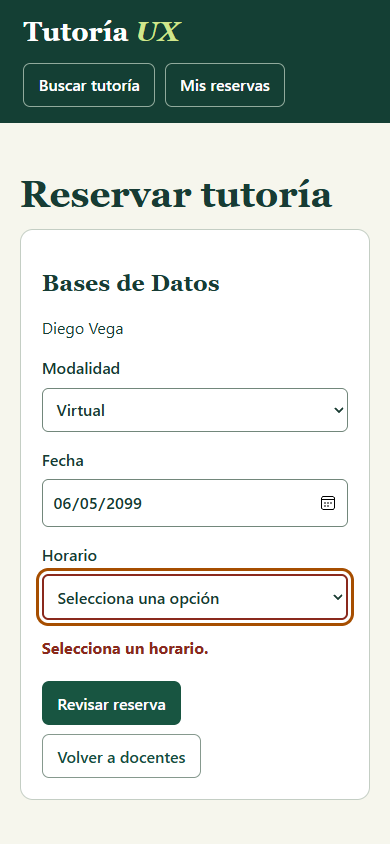 Tutoría UX
Buscar tutoría
Mis reservas
Reservar tutoría
Bases de Datos
Diego Vega
Modalidad
Virtual
Fecha
06/05/2099
Horario
Selecciona una opción
Selecciona un horario.
Revisar reserva
Volver a docentes